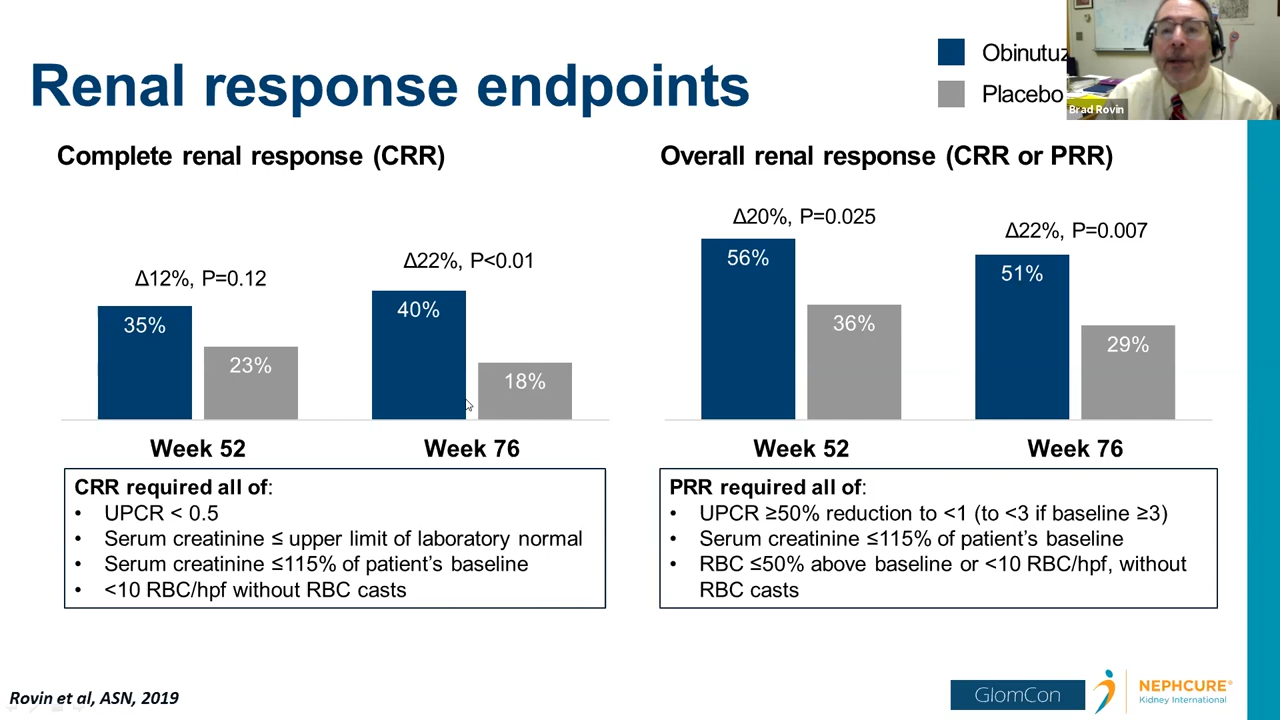 Renal response endpoints
Placebo
Brad Rovin
Complete renal response (CRR)
Overall renal response (CRR or PRR)
Δ12%, P=0.12
Δ22%, P<0.01
Δ20%, P=0.025
Δ22%, P=0.007
35%
23%
40%
18%
56%
36%
51%
29%
Week 52
Week 76
Week 52
Week 76
CRR required all of:
• UPCR < 0.5
• Serum creatinine ≤ upper limit of laboratory normal
• Serum creatinine ≤115% of patient’s baseline
• <10 RBC/hpf without RBC casts
PRR required all of:
• UPCR ≥50% reduction to <1 (to <3 if baseline ≥3)
• Serum creatinine ≤115% of patient’s baseline
• RBC ≤50% above baseline or <10 RBC/hpf, without
RBC casts
Rovin et al, ASN, 2019
GlomCon
NEPHCURE®
Kidney International